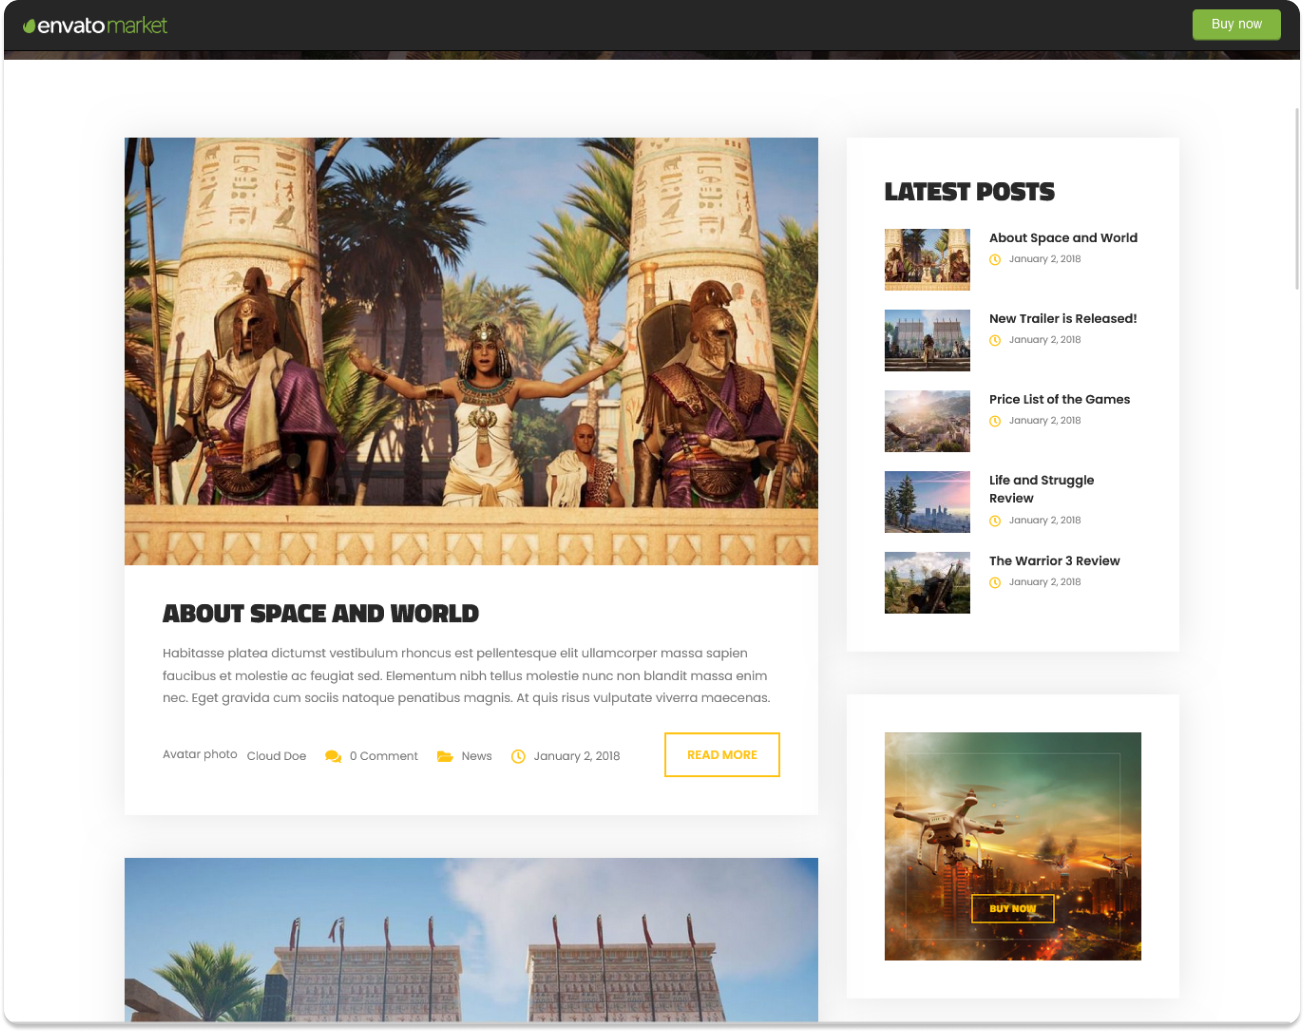 envatomarket
Buy now
ABOUT SPACE AND WORLD
Habitasse platea dictumst vestibulum rhoncus est pellentesque elit ullamcorper massa sapien
faucibus et molestie ac feugiat sed. Elementum nibh tellus molestie nunc non blandit massa enim
nec. Eget gravida cum sociis natoque penatibus magnis. At quis risus vulputate viverra maecenas.
Avatar photo Cloud Doe 0 Comment News January 2, 2018 READ MORE
LATEST POSTS
About Space and World
January 2, 2018
New Trailer is Released!
January 2, 2018
Price List of the Games
January 2, 2018
Life and Struggle
Review
January 2, 2018
The Warrior 3 Review
January 2, 2018
BUY NOW